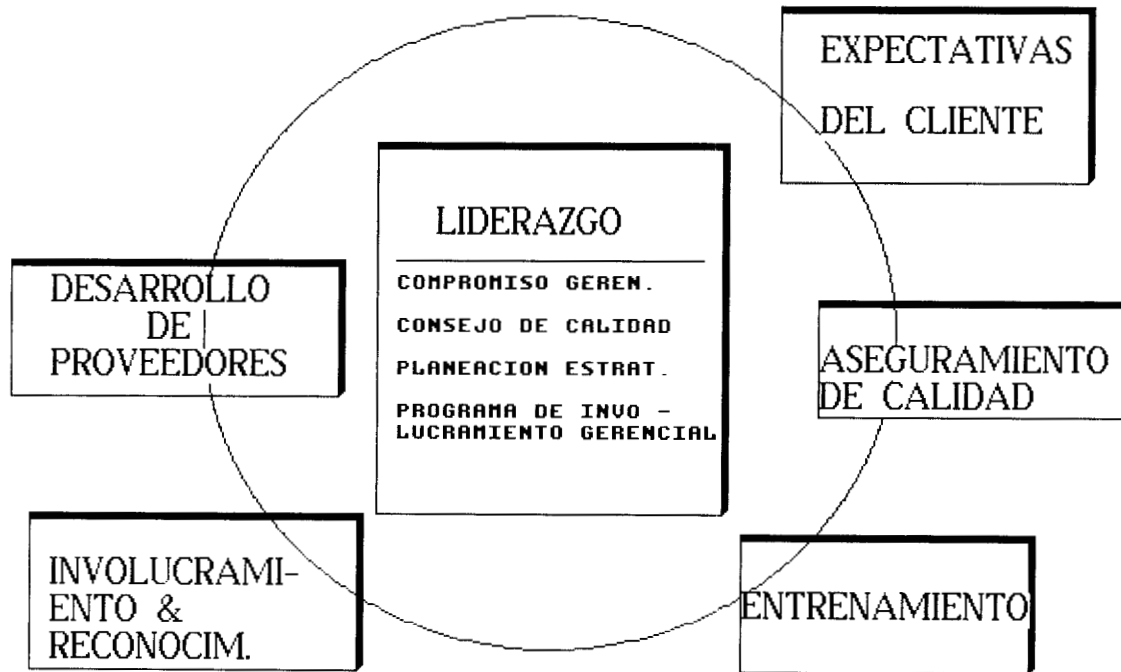 EXPECTATIVAS
DEL CLIENTE
LIDERAZGO
COMPROMISO GEREN.
CONSEJO DE CALIDAD
PLANEACION ESTRAT.
PROGRAMA DE INVO -
LUCRAMIENTO GERENCIAL
DESARROLLO
DE
PROVEEDORES
ASEGURAMIENTO
DE CALIDAD
INVOLUCRAMI-
ENTO &
RECONOCIM.
ENTRENAMIENTO